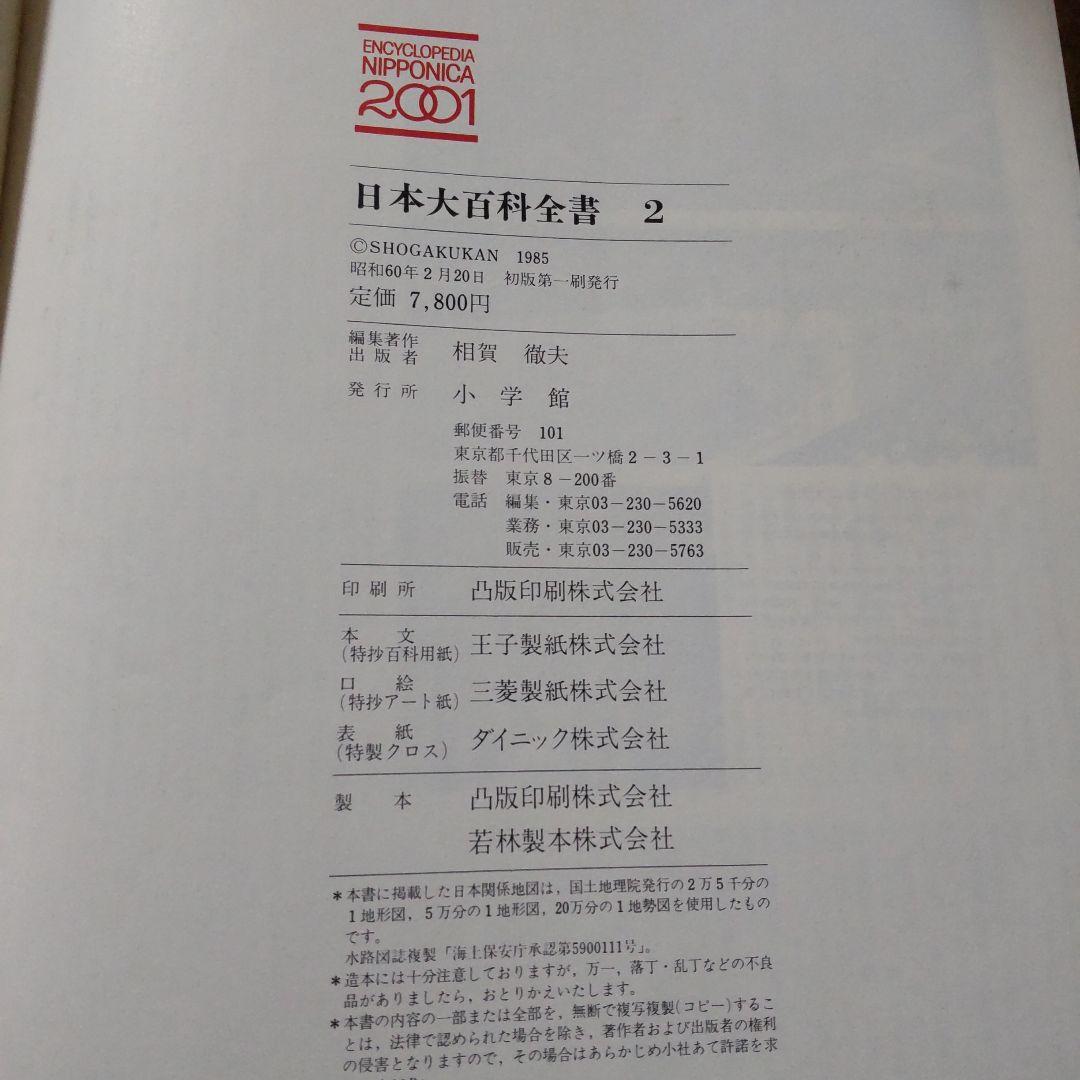 ENCYCLOPEDIA
NIPPONICA
2001
日本大百科全書 2
©SHOGAKUKAN 1985
昭和60年2月20日 初版第一刷発行
定価 7,800円
編集著作
出版者 相賀 徹夫
発行所 小学館
郵便番号 101
東京都千代田区一ツ橋2-3-1
振替 東京8-200番
電話 編集・東京03-230-5620
業務・東京03-230-5333
販売・東京03-230-5763
印刷所 凸版印刷株式会社
本文
(特抄百科用紙) 王子製紙株式会社
口絵
(特抄アート紙) 三菱製紙株式会社
表紙
(特製クロス) ダイニック株式会社
製本 凸版印刷株式会社
若林製本株式会社
*本書に掲載した日本関係地図は,国土地理院発行の2万5千分の
1地形図,5万分の1地形図,20万分の1地勢図を使用したもの
です。
水路図誌複製「海上保安庁承認第5900111号」。
*造本には十分注意しておりますが,万一,落丁・乱丁などの不良
品がありましたら,おとりかえいたします。
*本書の内容の一部または全部を,無断で複写複製(コピー)するこ
とは,法律で認められた場合を除き,著作者および出版者の権利
の侵害となりますので,その場合はあらかじめ小社あて許諾を求